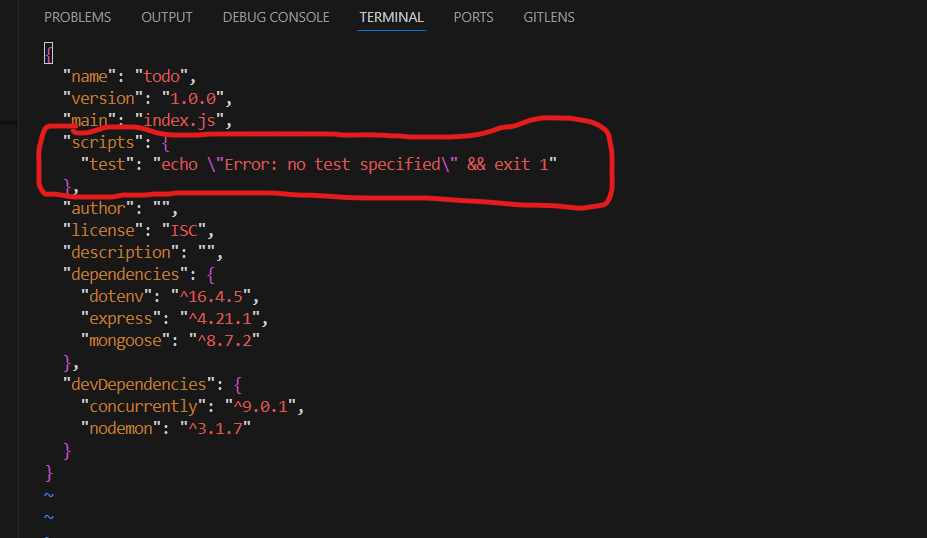 PROBLEMS OUTPUT DEBUG CONSOLE TERMINAL PORTS GITLENS
{
  "name": "todo",
  "version": "1.0.0",
  "main": "index.js",
  "scripts": {
    "test": "echo \"Error: no test specified\" && exit 1"
  },
  "author": "",
  "license": "ISC",
  "description": "",
  "dependencies": {
    "dotenv": "^16.4.5",
    "express": "^4.21.1",
    "mongoose": "^8.7.2"
  },
  "devDependencies": {
    "concurrently": "^9.0.1",
    "nodemon": "^3.1.7"
  }
}
~
~